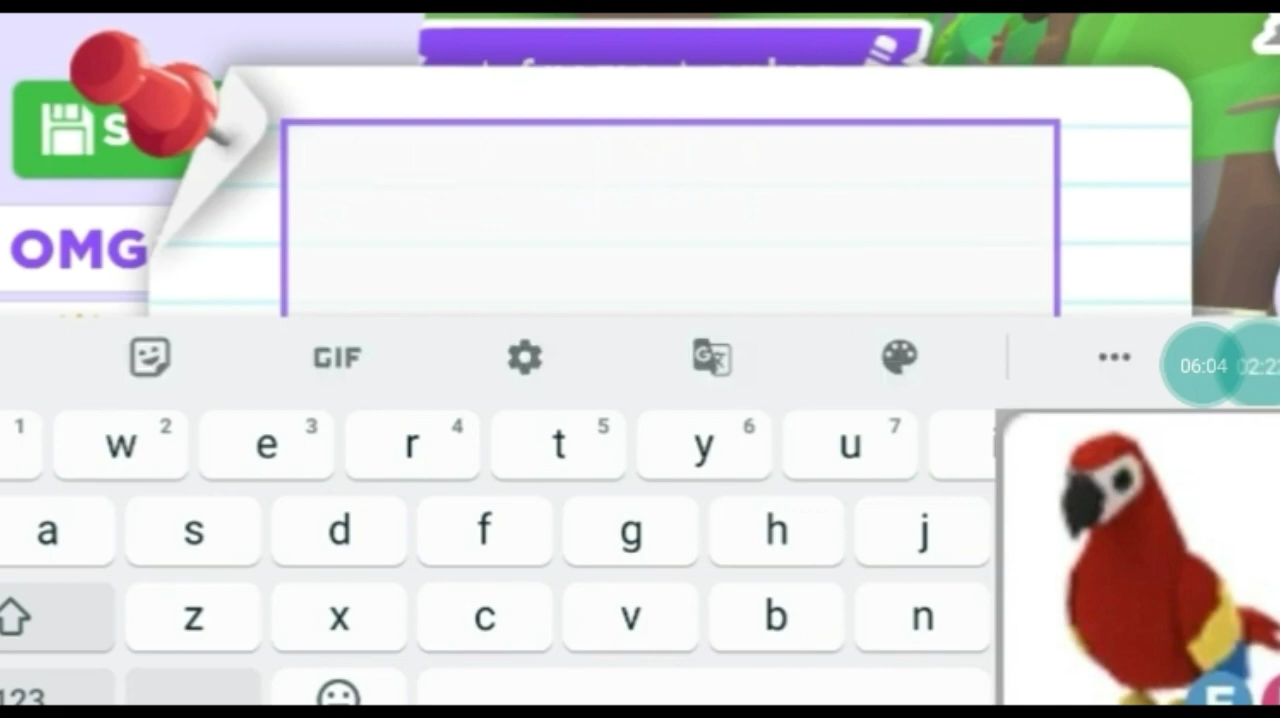 S
OMG
GIF
G
06:04
02:2
1
w 2 e 3 r 4 t 5 y 6 u 7
a s d f g h j
z x c v b n
123
F